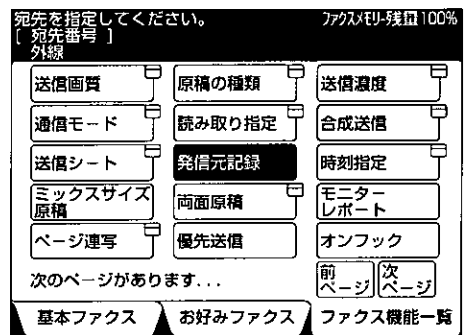 宛先を指定してください。 ファクスメモリー残量100%
[ 宛先番号 ]
外線
送信画質 原稿の種類 送信濃度
通信モード 読み取り指定 合成送信
送信シート 発信元記録 時刻指定
ミックスサイズ
原稿
両面原稿
モニター
レポート
ページ連写 優先送信 オンフック
次のページがあります...
前
ページ
次
ページ
基本ファクス お好みファクス ファクス機能一覧